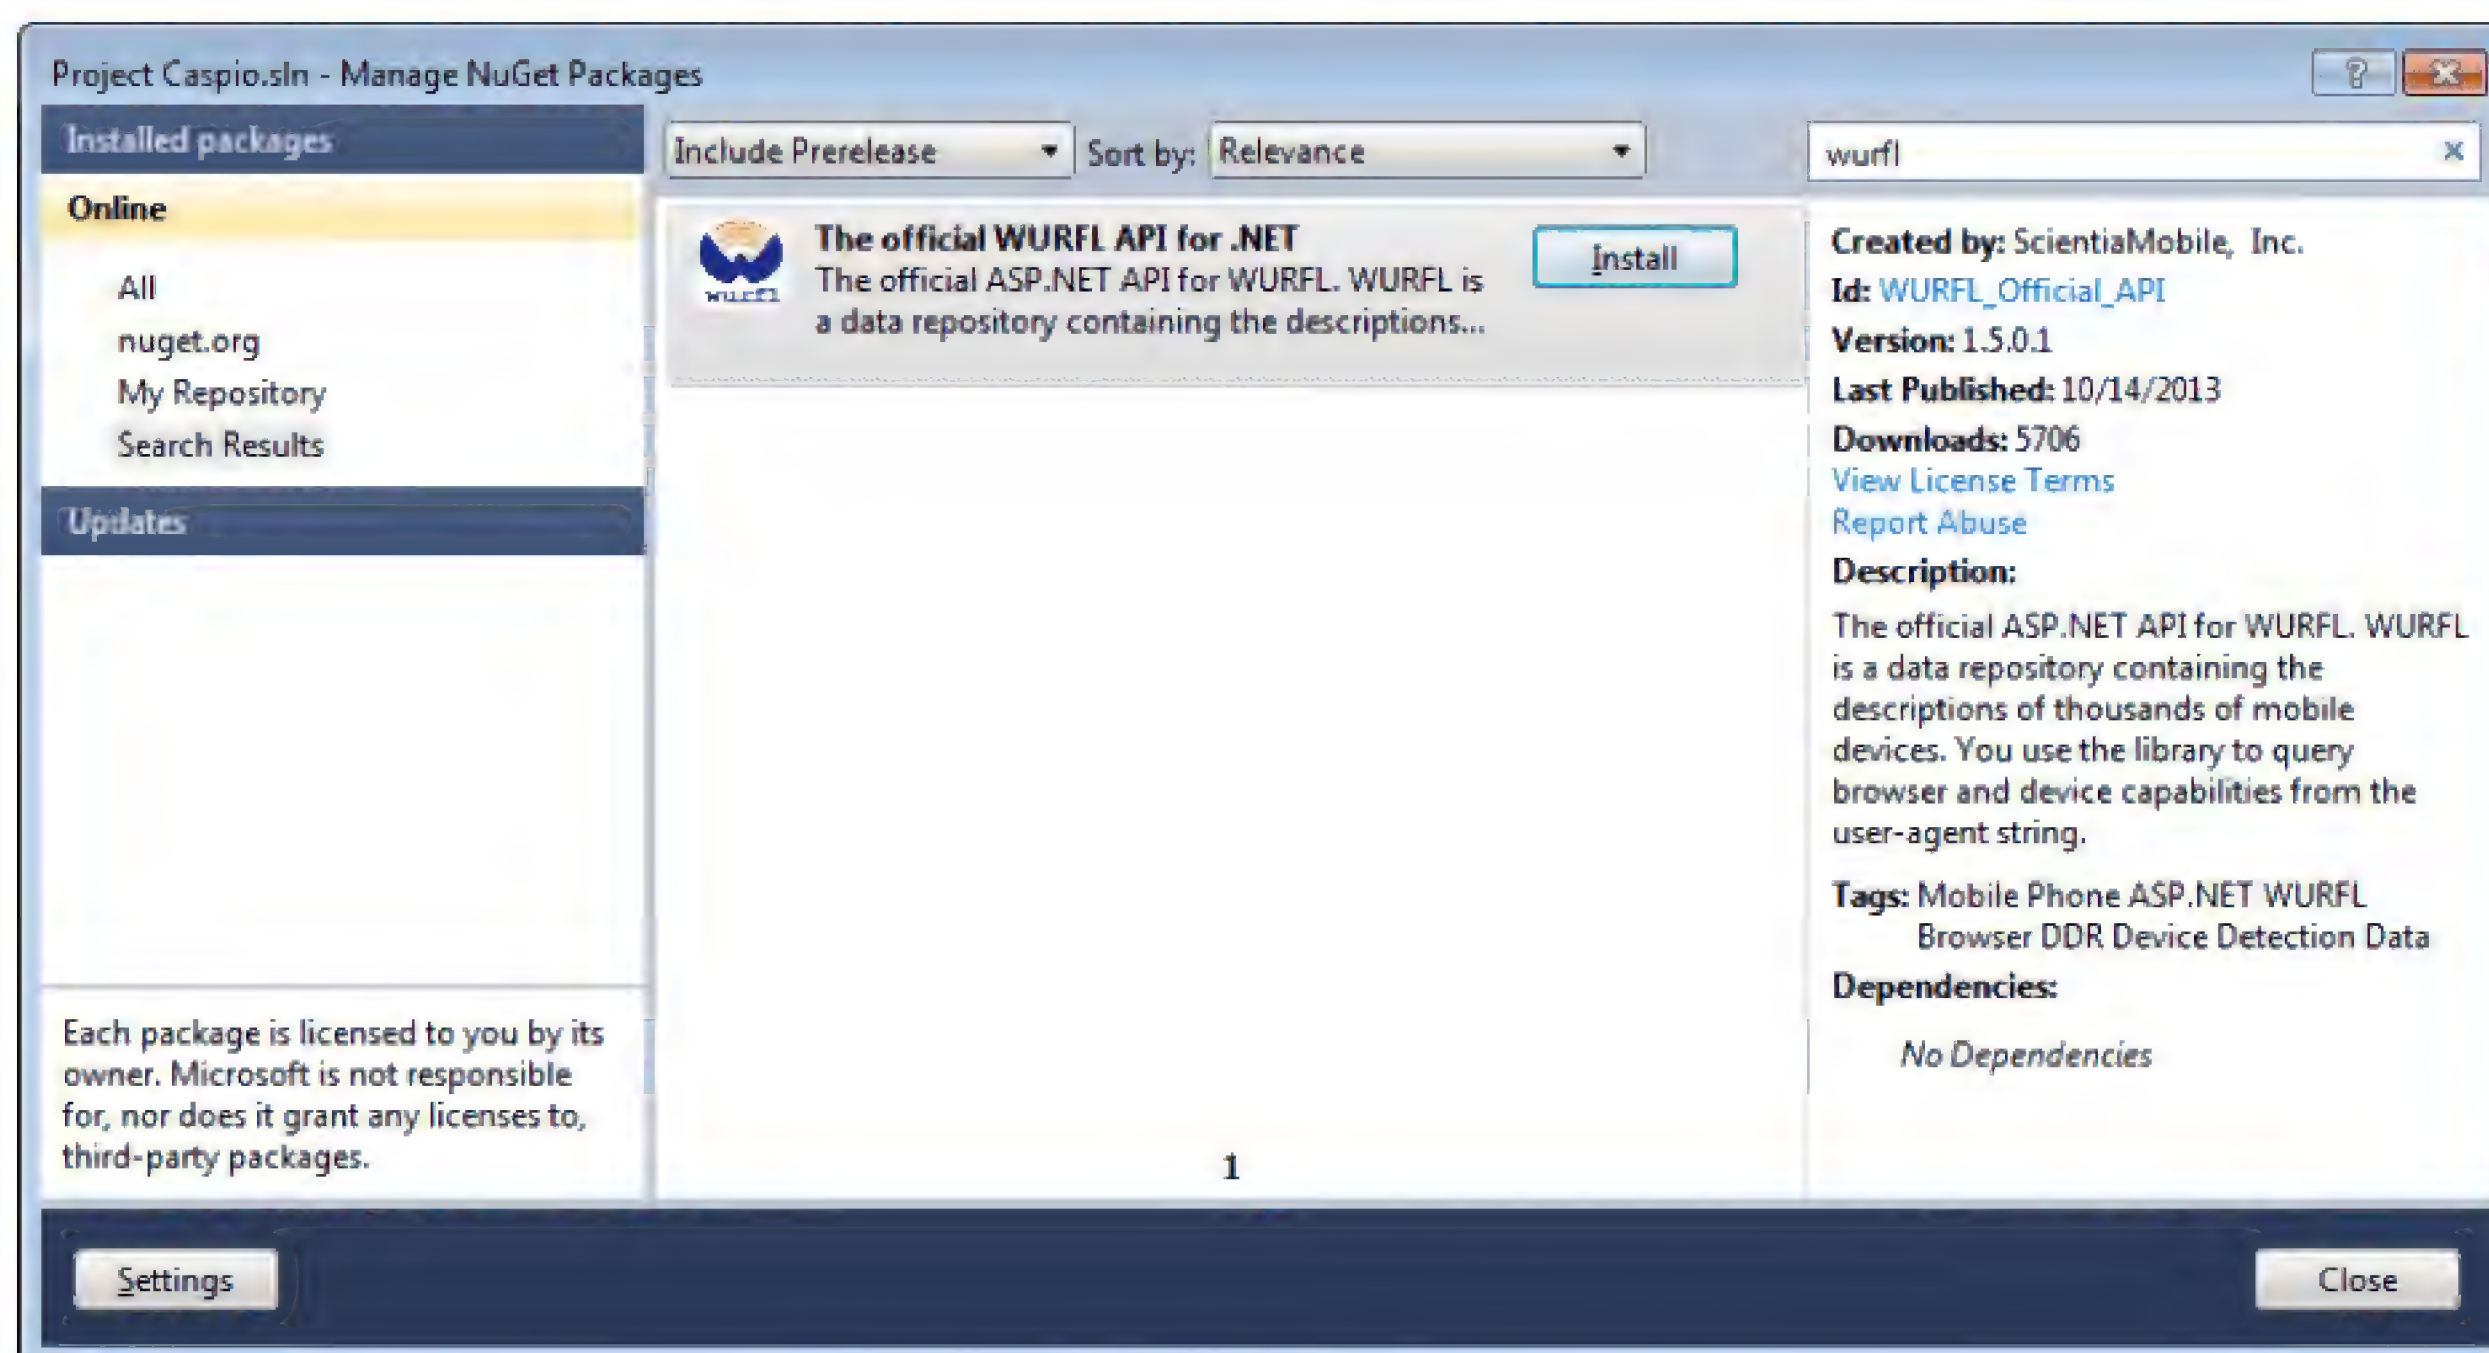 Project Caspio.sln - Manage NuGet Packages
Installed packages
Online
All
nuget.org
My Repository
Search Results
Updates
Each package is licensed to you by its
owner. Microsoft is not responsible
for, nor does it grant any licenses to,
third-party packages.
Include Prerelease
Sort by: Relevance
wurfl
The official WURFL API for .NET
The official ASP.NET API for WURFL. WURFL is
a data repository containing the descriptions...
Install
wurfl
1
Created by: ScientiaMobile, Inc.
Id: WURFL_Official_API
Version: 1.5.0.1
Last Published: 10/14/2013
Downloads: 5706
View License Terms
Report Abuse
Description:
The official ASP.NET API for WURFL. WURFL
is a data repository containing the
descriptions of thousands of mobile
devices. You use the library to query
browser and device capabilities from the
user-agent string.
Tags: Mobile Phone ASP.NET WURFL
Browser DDR Device Detection Data
Dependencies:
No Dependencies
Settings
Close